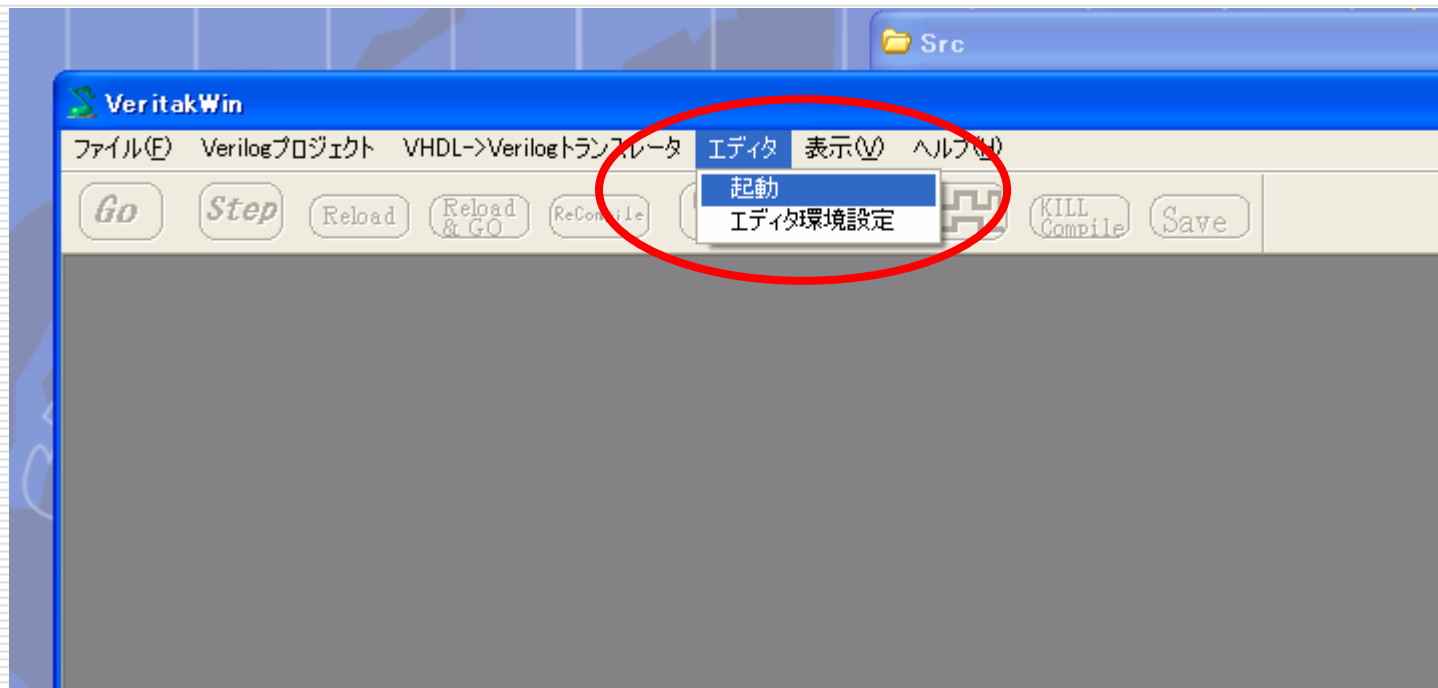 Src
VeritakWin
ファイル(F) Verilogプロジェクト VHDL->Verilogトランスレータ エディタ 表示(V) ヘルプ(H)
起動
エディタ環境設定
Go Step Reload Reload & GO ReCompile KILL Compile Save